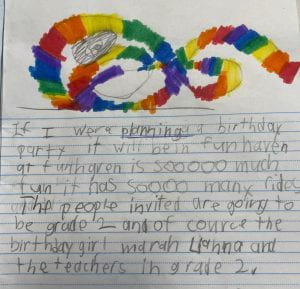 If I were planning a birthday
party it will be in funhaven
at funhaven is sooooo much
fun it has soooo many rides
The people invited are going to
be grade 2 and of cource the
birthday girl marah Lianna and
the teachers in grade 2.